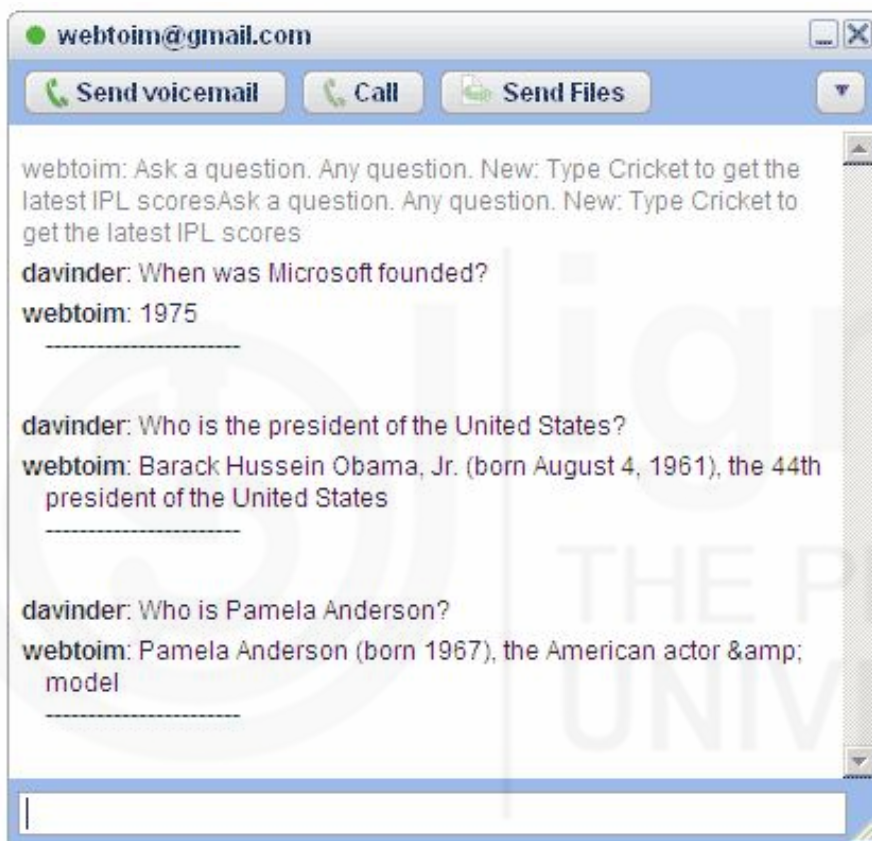 webtoim@gmail.com
Send voicemail Call Send Files
webtoim: Ask a question. Any question. New: Type Cricket to get the
latest IPL scoresAsk a question. Any question. New: Type Cricket to
get the latest IPL scores
davinder: When was Microsoft founded?
webtoim: 1975
-----------------------
davinder: Who is the president of the United States?
webtoim: Barack Hussein Obama, Jr. (born August 4, 1961), the 44th
president of the United States
-----------------------
davinder: Who is Pamela Anderson?
webtoim: Pamela Anderson (born 1967), the American actor &amp;
model
-----------------------
THE